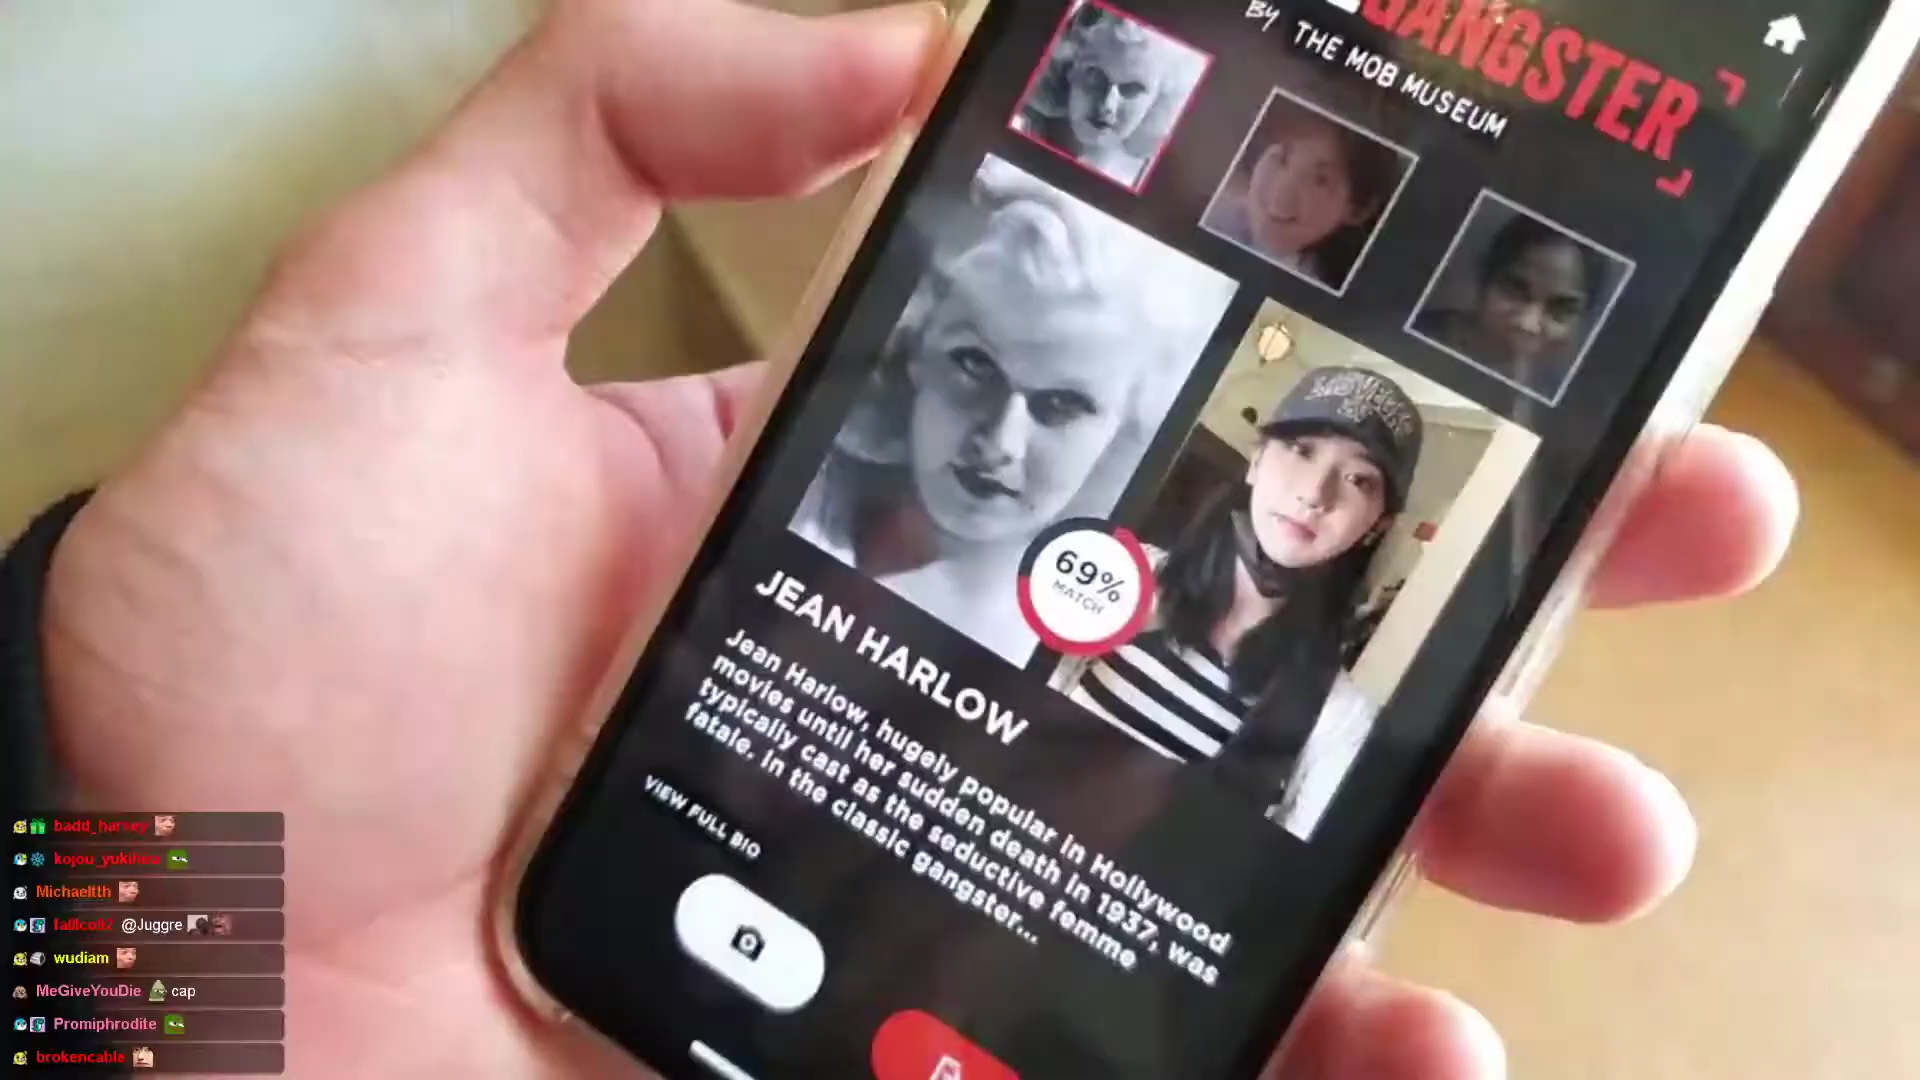 GANGSTER
BY THE MOB MUSEUM
69%
MATCH
JEAN HARLOW
Jean Harlow, hugely popular in Hollywood
movies until her sudden death in 1937, was
typically cast as the seductive femme
fatale. In the classic gangster...
VIEW FULL BIO
badd_harvey
kojou_yukihira
Michaeltth
@Juggre
wudiam
MeGiveYouDie cap
Promiphrodite
brokencable